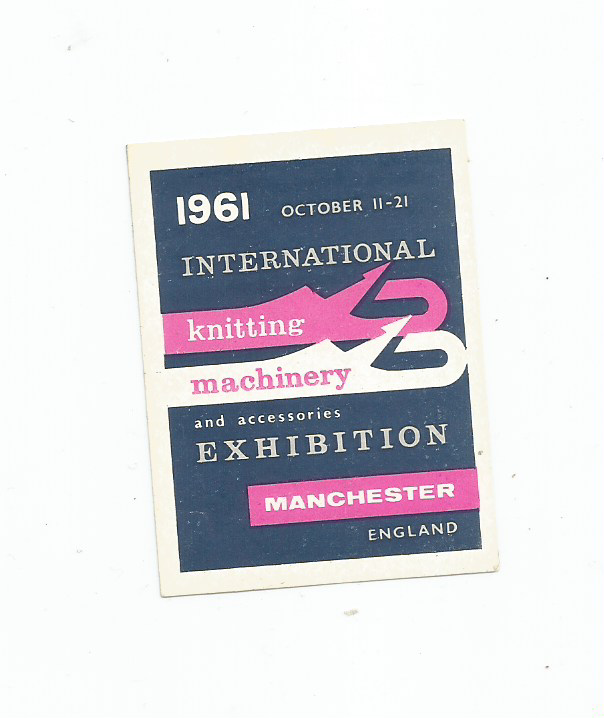 1961 OCTOBER 11-21
INTERNATIONAL
knitting
machinery
and accessories
EXHIBITION
MANCHESTER
ENGLAND